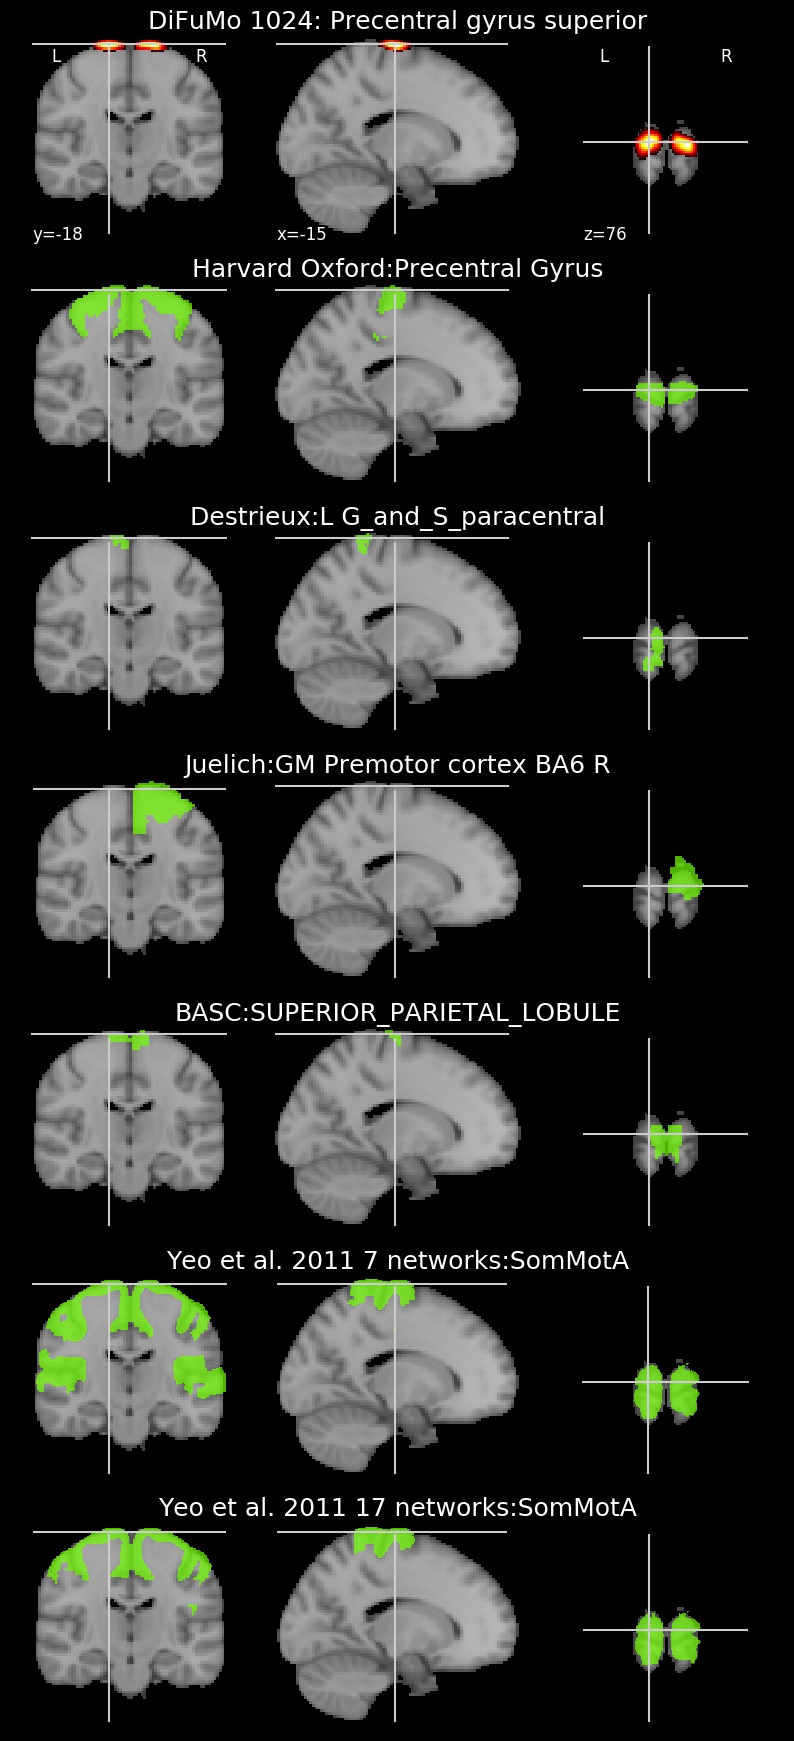 DiFuMo 1024: Precentral gyrus superior
L R L R
y=-18 x=-15 z=76
Harvard Oxford:Precentral Gyrus
Destrieux:L G_and_S_paracentral
Juelich:GM Premotor cortex BA6 R
BASC:SUPERIOR_PARIETAL_LOBULE
Yeo et al. 2011 7 networks:SomMotA
Yeo et al. 2011 17 networks:SomMotA